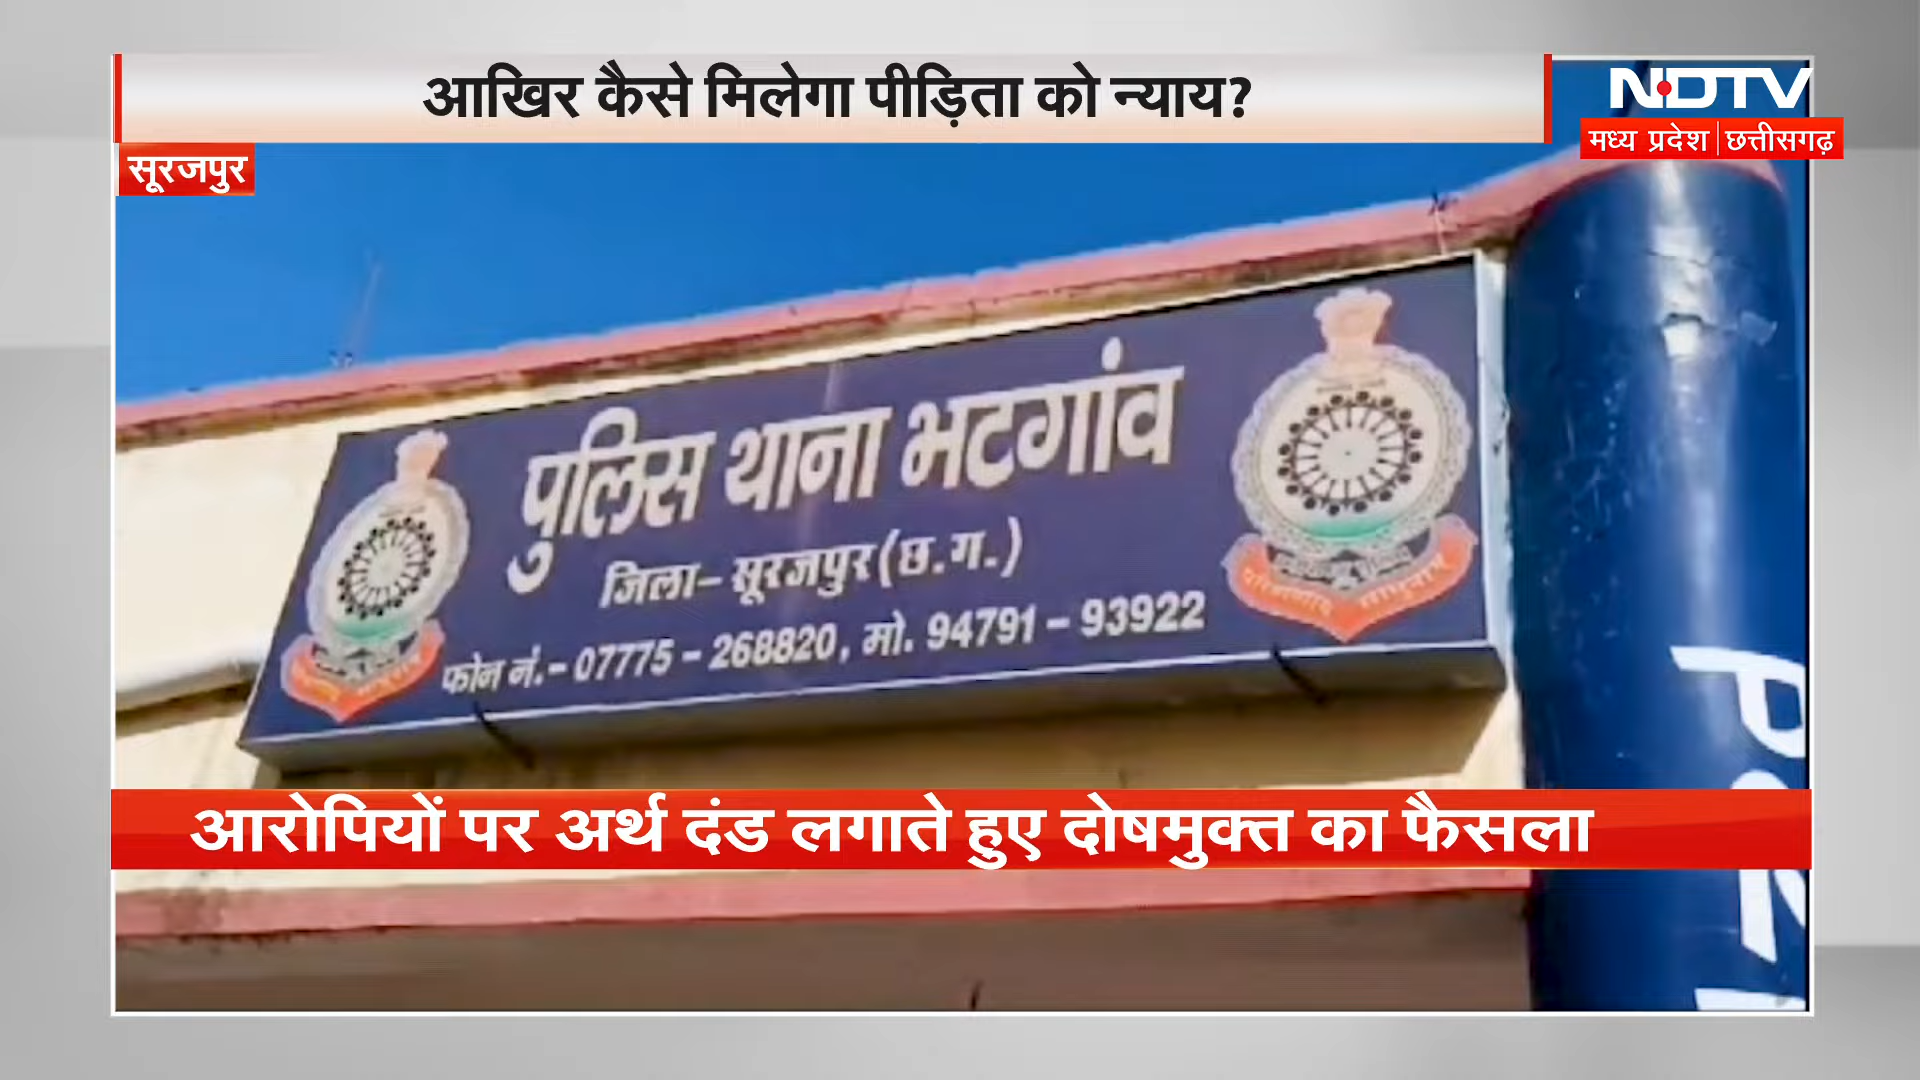 आखिर कैसे मिलेगा पीड़िता को न्याय?
NDTV
मध्य प्रदेश | छत्तीसगढ़
सूरजपुर
पुलिस थाना भटगांव
जिला- सूरजपुर (छ.ग.)
फोन नं.- 07775 - 268820, मो. 94791 - 93922
आरोपियों पर अर्थ दंड लगाते हुए दोषमुक्त का फैसला